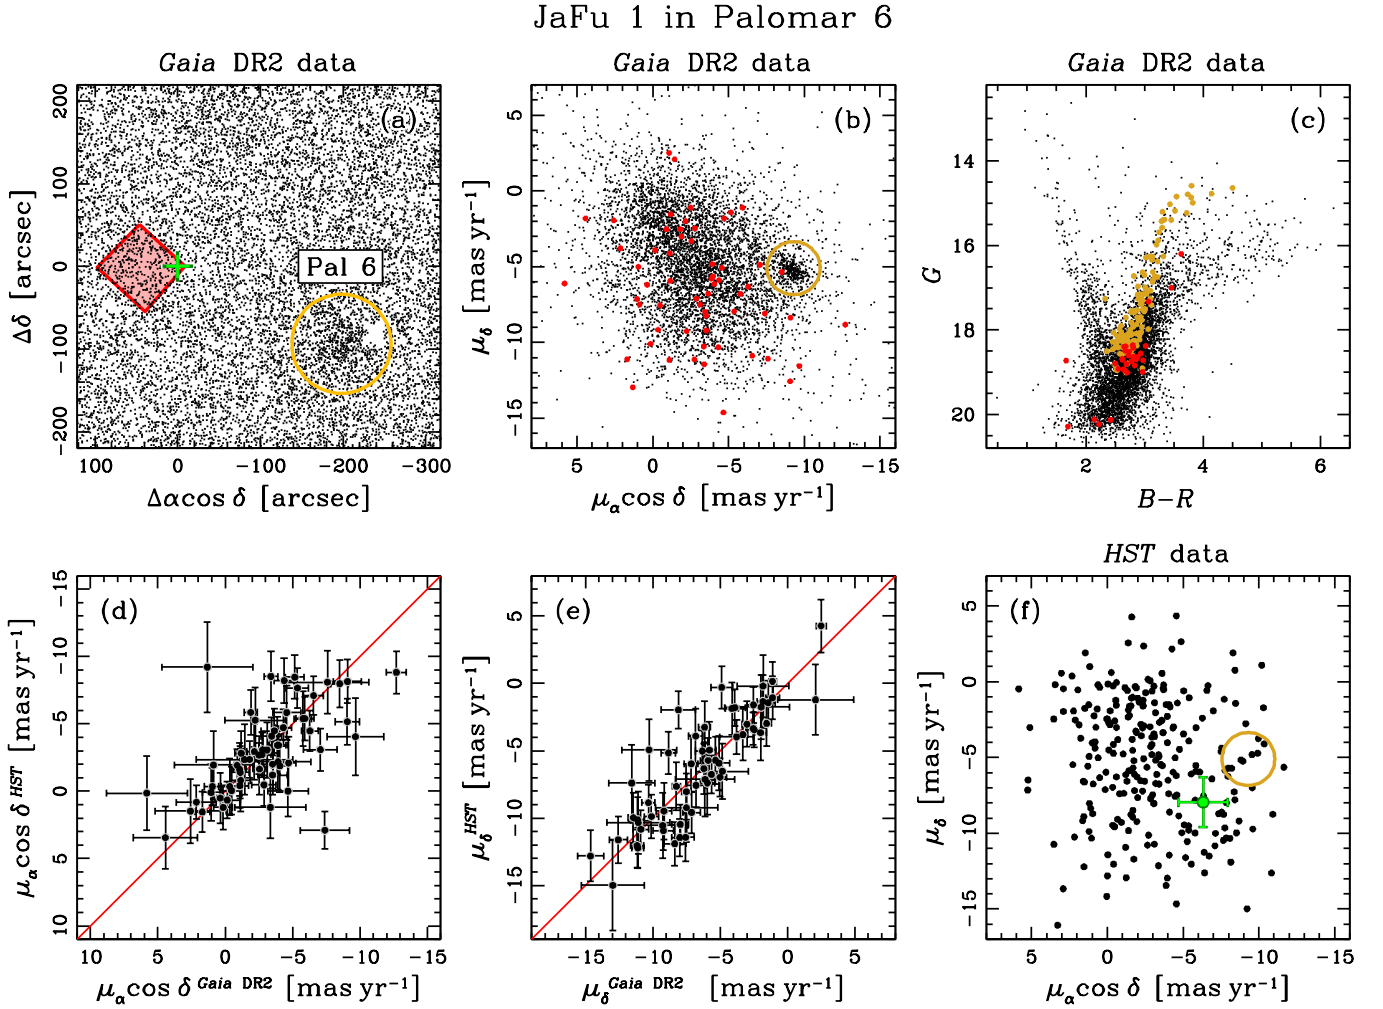 JaFu 1 in Palomar 6
Gaia DR2 data
Gaia DR2 data
Gaia DR2 data
(a)
Pal 6
200
100
0
−100
−200
Δδ [arcsec]
100 0 −100 −200 −300
Δαcos δ [arcsec]
(b)
5
0
−5
−10
−15
μδ [mas yr⁻¹]
5 0 −5 −10 −15
μαcos δ [mas yr⁻¹]
(c)
14
16
18
20
G
2 4 6
B−R
(d)
−15
−10
−5
0
5
10
μαcos δ HST [mas yr⁻¹]
10 5 0 −5 −10 −15
μαcos δ Gaia DR2 [mas yr⁻¹]
(e)
5
0
−5
−10
−15
μδ HST [mas yr⁻¹]
−15 −10 −5 0 5
μδ Gaia DR2 [mas yr⁻¹]
HST data
(f)
5
0
−5
−10
−15
μδ [mas yr⁻¹]
5 0 −5 −10 −15
μαcos δ [mas yr⁻¹]